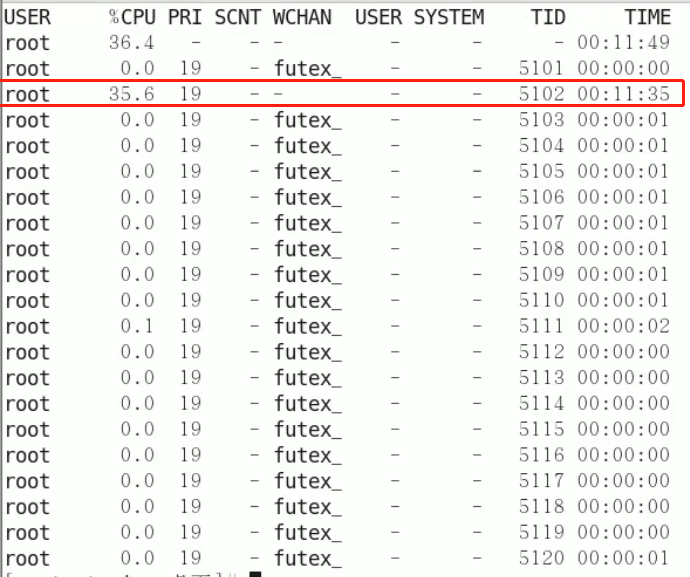 USER %CPU PRI SCNT WCHAN USER SYSTEM TID TIME
root 36.4 - - - - - - 00:11:49
root 0.0 19 - futex_ - - 5101 00:00:00
root 35.6 19 - - - - 5102 00:11:35
root 0.0 19 - futex_ - - 5103 00:00:01
root 0.0 19 - futex_ - - 5104 00:00:01
root 0.0 19 - futex_ - - 5105 00:00:01
root 0.0 19 - futex_ - - 5106 00:00:01
root 0.0 19 - futex_ - - 5107 00:00:01
root 0.0 19 - futex_ - - 5108 00:00:01
root 0.0 19 - futex_ - - 5109 00:00:01
root 0.0 19 - futex_ - - 5110 00:00:01
root 0.1 19 - futex_ - - 5111 00:00:02
root 0.0 19 - futex_ - - 5112 00:00:00
root 0.0 19 - futex_ - - 5113 00:00:00
root 0.0 19 - futex_ - - 5114 00:00:00
root 0.0 19 - futex_ - - 5115 00:00:00
root 0.0 19 - futex_ - - 5116 00:00:00
root 0.0 19 - futex_ - - 5117 00:00:00
root 0.0 19 - futex_ - - 5118 00:00:00
root 0.0 19 - futex_ - - 5119 00:00:00
root 0.0 19 - futex_ - - 5120 00:00:01